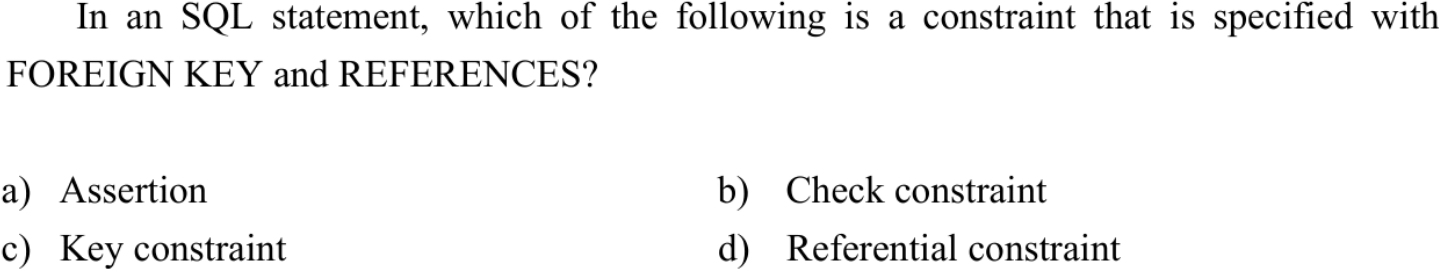 In an SQL statement, which of the following is a constraint that is specified with
FOREIGN KEY and REFERENCES?
a) Assertion
b) Check constraint
c) Key constraint
d) Referential constraint